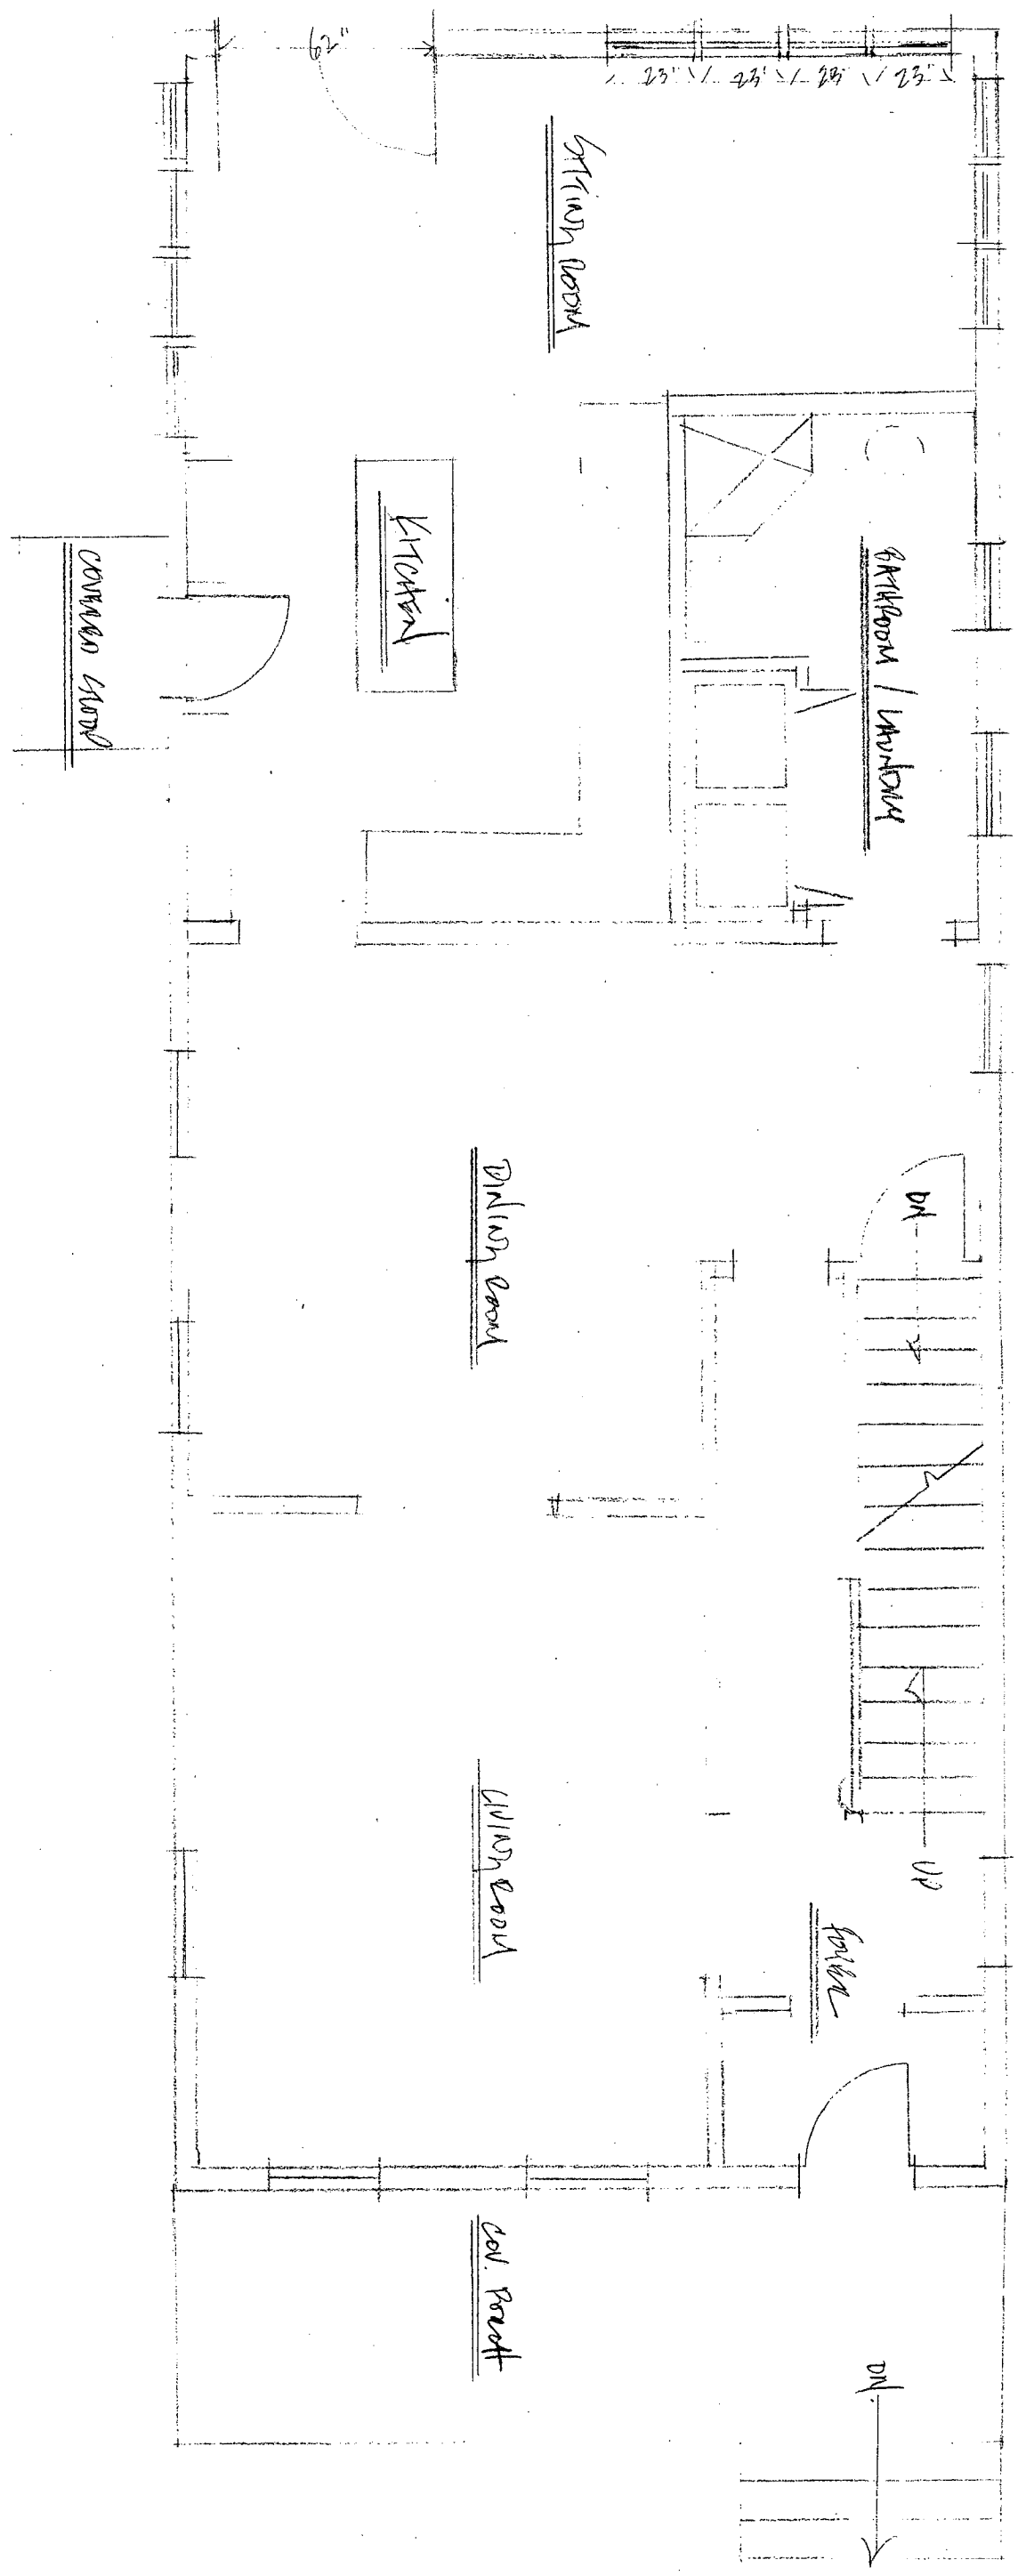 62"
23" 23" 23" 23"
SITTING ROOM
KITCHEN
BATHROOM / LAUNDRY
COVERED STOOP
DINING ROOM
DN
LIVING ROOM
UP
FOYER
COV. PORCH
DN.